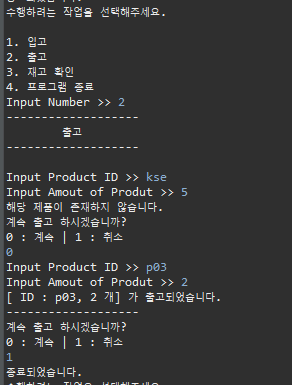 수행하려는 작업을 선택해주세요.
1. 입고
2. 출고
3. 재고 확인
4. 프로그램 종료
Input Number >> 2
-------------------
출고
-------------------
Input Product ID >> kse
Input Amout of Produt >> 5
해당 제품이 존재하지 않습니다.
계속 출고 하시겠습니까?
0 : 계속 | 1 : 취소
0
Input Product ID >> p03
Input Amout of Produt >> 2
[ ID : p03, 2 개] 가 출고되었습니다.
-------------------
계속 출고 하시겠습니까?
0 : 계속 | 1 : 취소
1
종료되었습니다.